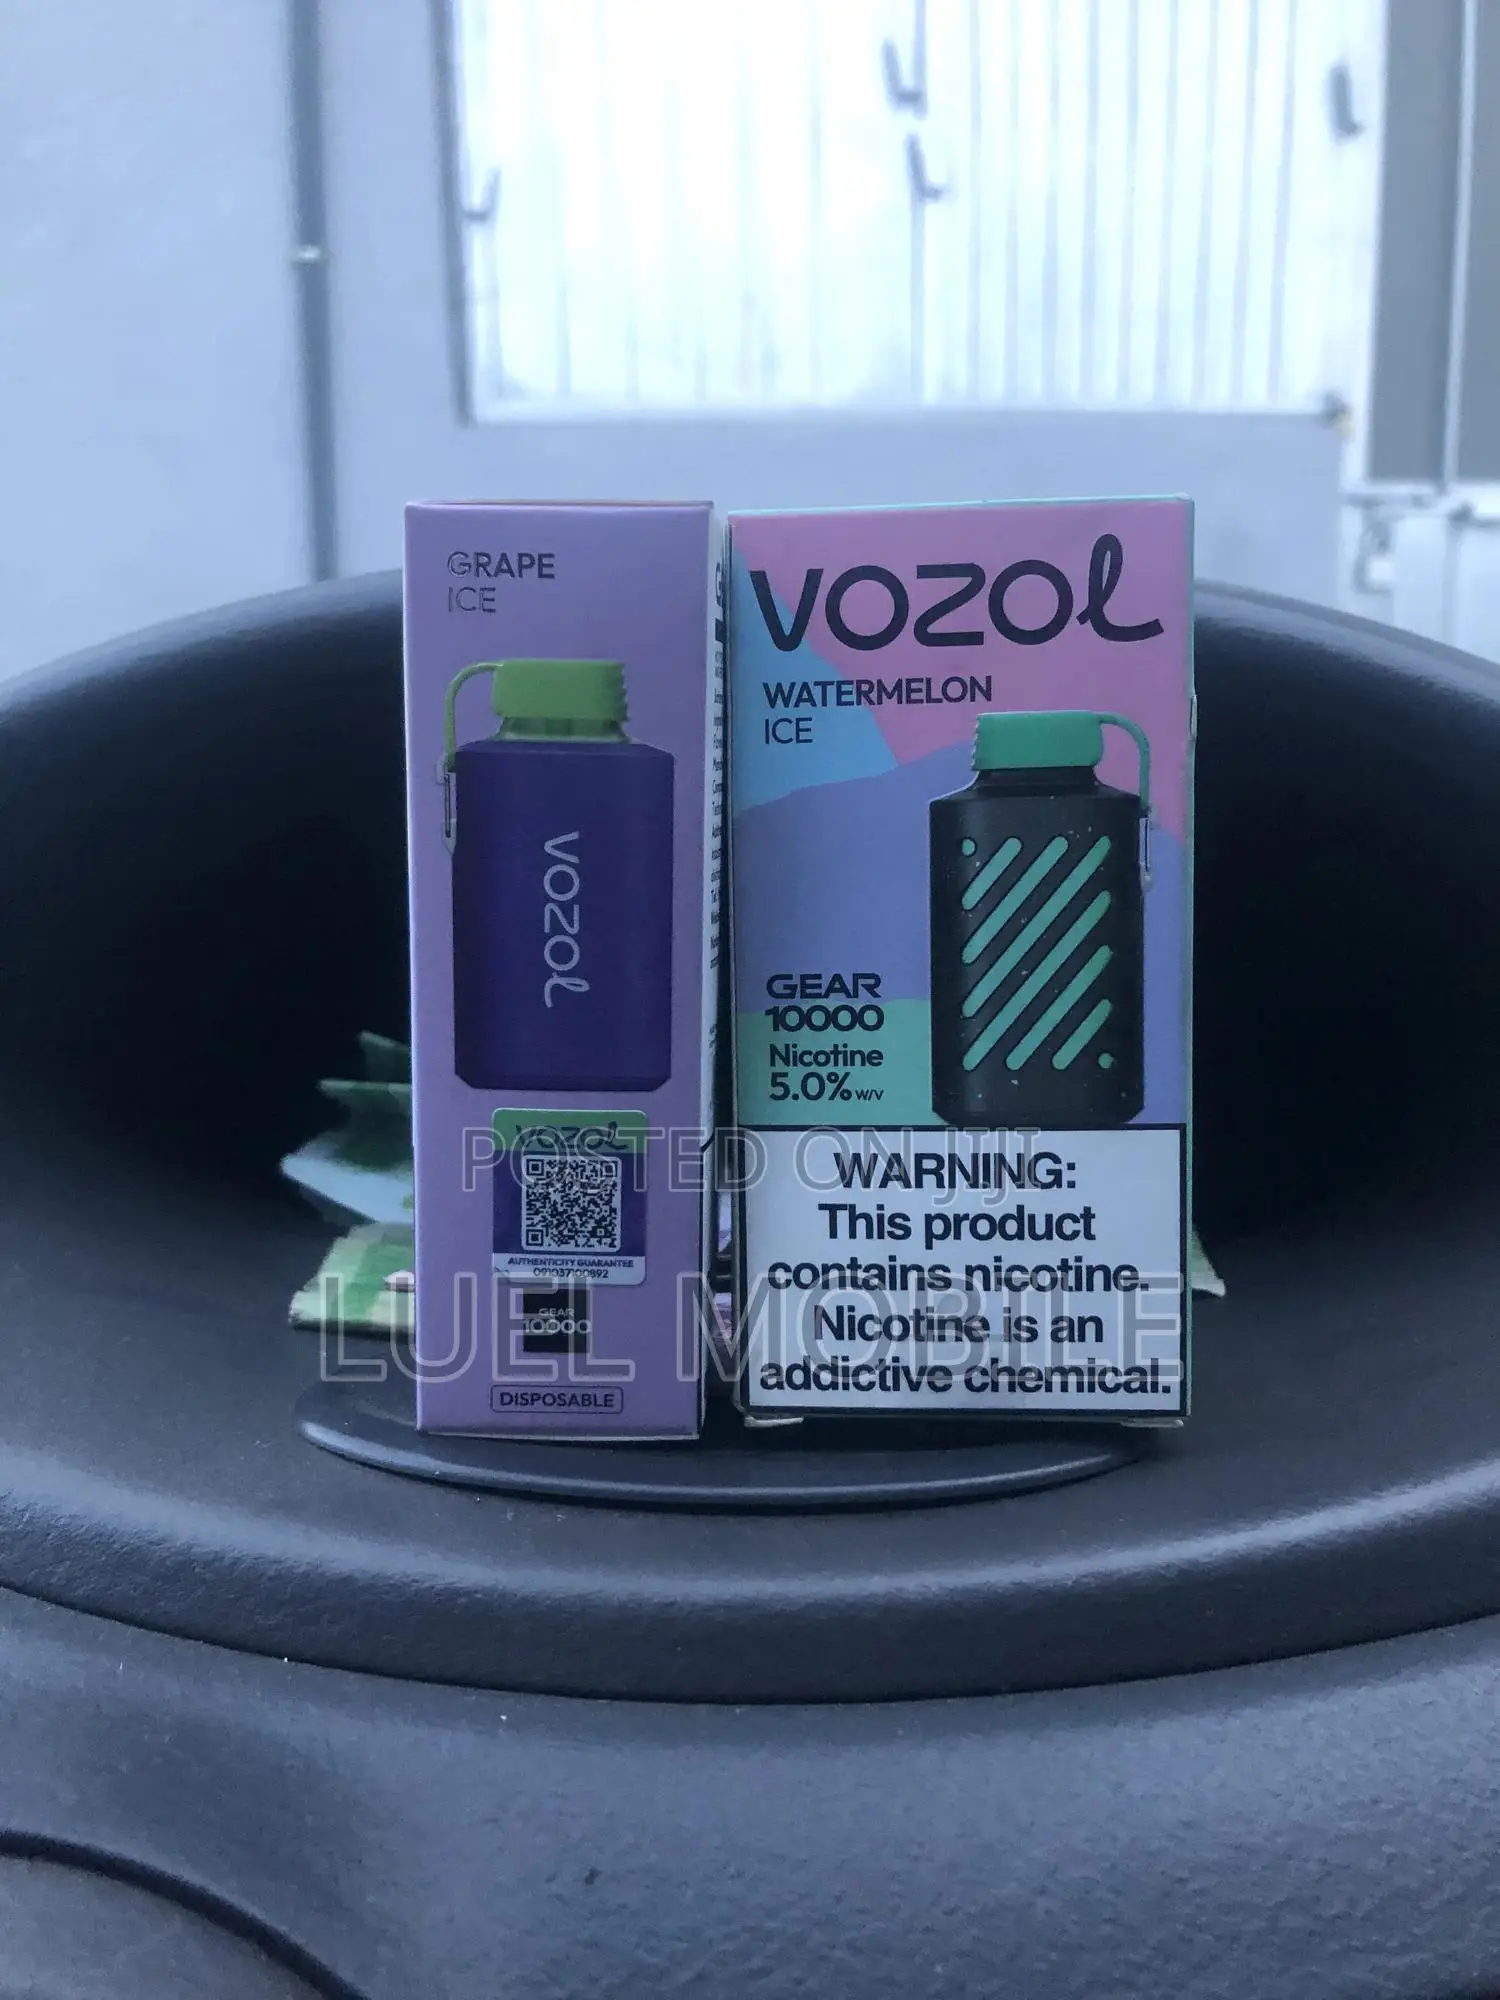 GRAPE
ICE
VOZOL
VOZOL
AUTHENTICITY GUARANTEE
091037100892
GEAR
10000
DISPOSABLE
VOZOL
WATERMELON
ICE
GEAR
10000
Nicotine
5.0% W/V
WARNING:
This product
contains nicotine.
Nicotine is an
addictive chemical.
POSTED ON JIJI
LUEL MOBILE